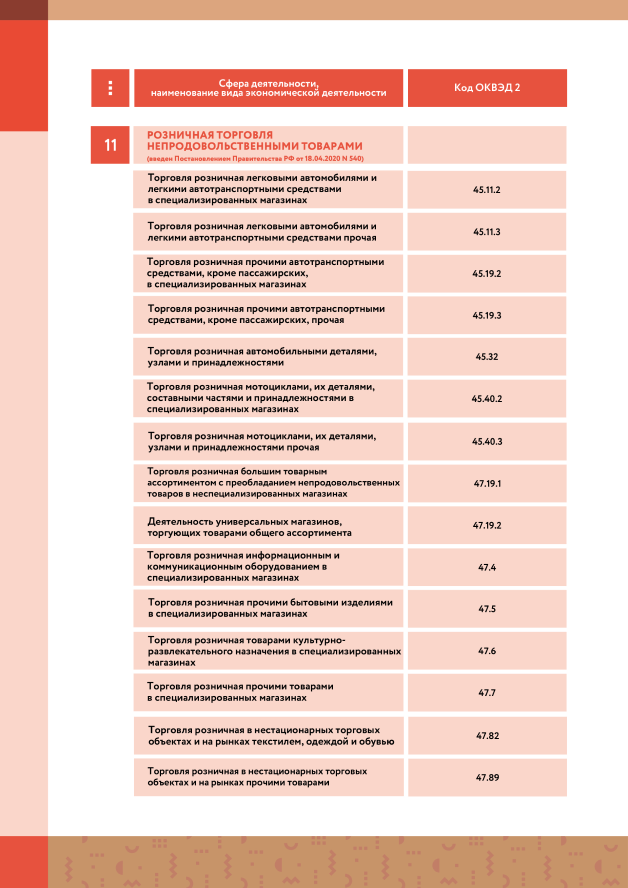 Сфера деятельности,
наименование вида экономической деятельности
Код ОКВЭД 2
11
РОЗНИЧНАЯ ТОРГОВЛЯ
НЕПРОДОВОЛЬСТВЕННЫМИ ТОВАРАМИ
(введен Постановлением Правительства РФ от 18.04.2020 N 540)
Торговля розничная легковыми автомобилями и
легкими автотранспортными средствами
в специализированных магазинах
45.11.2
Торговля розничная легковыми автомобилями и
легкими автотранспортными средствами прочая
45.11.3
Торговля розничная прочими автотранспортными
средствами, кроме пассажирских,
в специализированных магазинах
45.19.2
Торговля розничная прочими автотранспортными
средствами, кроме пассажирских, прочая
45.19.3
Торговля розничная автомобильными деталями,
узлами и принадлежностями
45.32
Торговля розничная мотоциклами, их деталями,
составными частями и принадлежностями в
специализированных магазинах
45.40.2
Торговля розничная мотоциклами, их деталями,
узлами и принадлежностями прочая
45.40.3
Торговля розничная большим товарным
ассортиментом с преобладанием непродовольственных
товаров в неспециализированных магазинах
47.19.1
Деятельность универсальных магазинов,
торгующих товарами общего ассортимента
47.19.2
Торговля розничная информационным и
коммуникационным оборудованием в
специализированных магазинах
47.4
Торговля розничная прочими бытовыми изделиями
в специализированных магазинах
47.5
Торговля розничная товарами культурно-
развлекательного назначения в специализированных
магазинах
47.6
Торговля розничная прочими товарами
в специализированных магазинах
47.7
Торговля розничная в нестационарных торговых
объектах и на рынках текстилем, одеждой и обувью
47.82
Торговля розничная в нестационарных торговых
объектах и на рынках прочими товарами
47.89